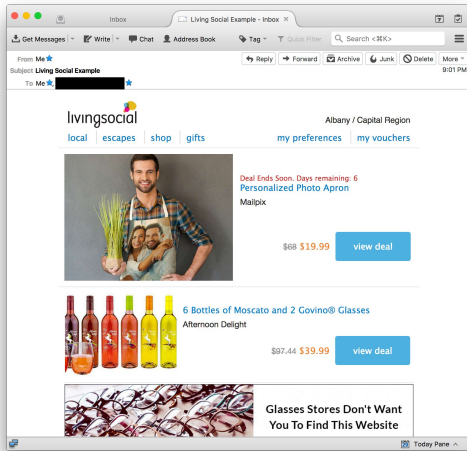 Inbox
Living Social Example - Inbox
Get Messages
Write
Chat
Address Book
Tag
Quick Filter
Search <⌘K>
From Me
Reply
Forward
Archive
Junk
Delete
More
Subject Living Social Example
9:01 PM
To Me
livingsocial
Albany / Capital Region
local
escapes
shop
gifts
my preferences
my vouchers
Deal Ends Soon. Days remaining: 6
Personalized Photo Apron
Mailpix
$68 $19.99
view deal
6 Bottles of Moscato and 2 Govino® Glasses
Afternoon Delight
$97.44 $39.99
view deal
Glasses Stores Don't Want
You To Find This Website
Today Pane